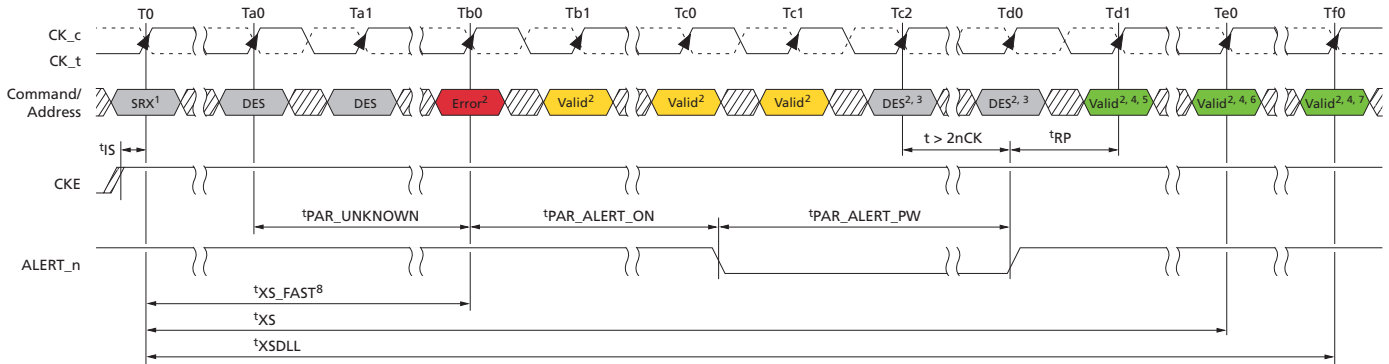 T0 Ta0 Ta1 Tb0 Tb1 Tc0 Tc1 Tc2 Td0 Td1 Te0 Tf0
CK_c
CK_t
Command/
Address
SRX¹ DES DES Error² Valid² Valid² Valid² DES²,³ DES²,³ Valid²,⁴,⁵ Valid²,⁴,⁶ Valid²,⁴,⁷
tIS
t > 2nCK
tRP
CKE
tPAR_UNKNOWN tPAR_ALERT_ON tPAR_ALERT_PW
ALERT_n
tXS_FAST⁸
tXS
tXSDLL